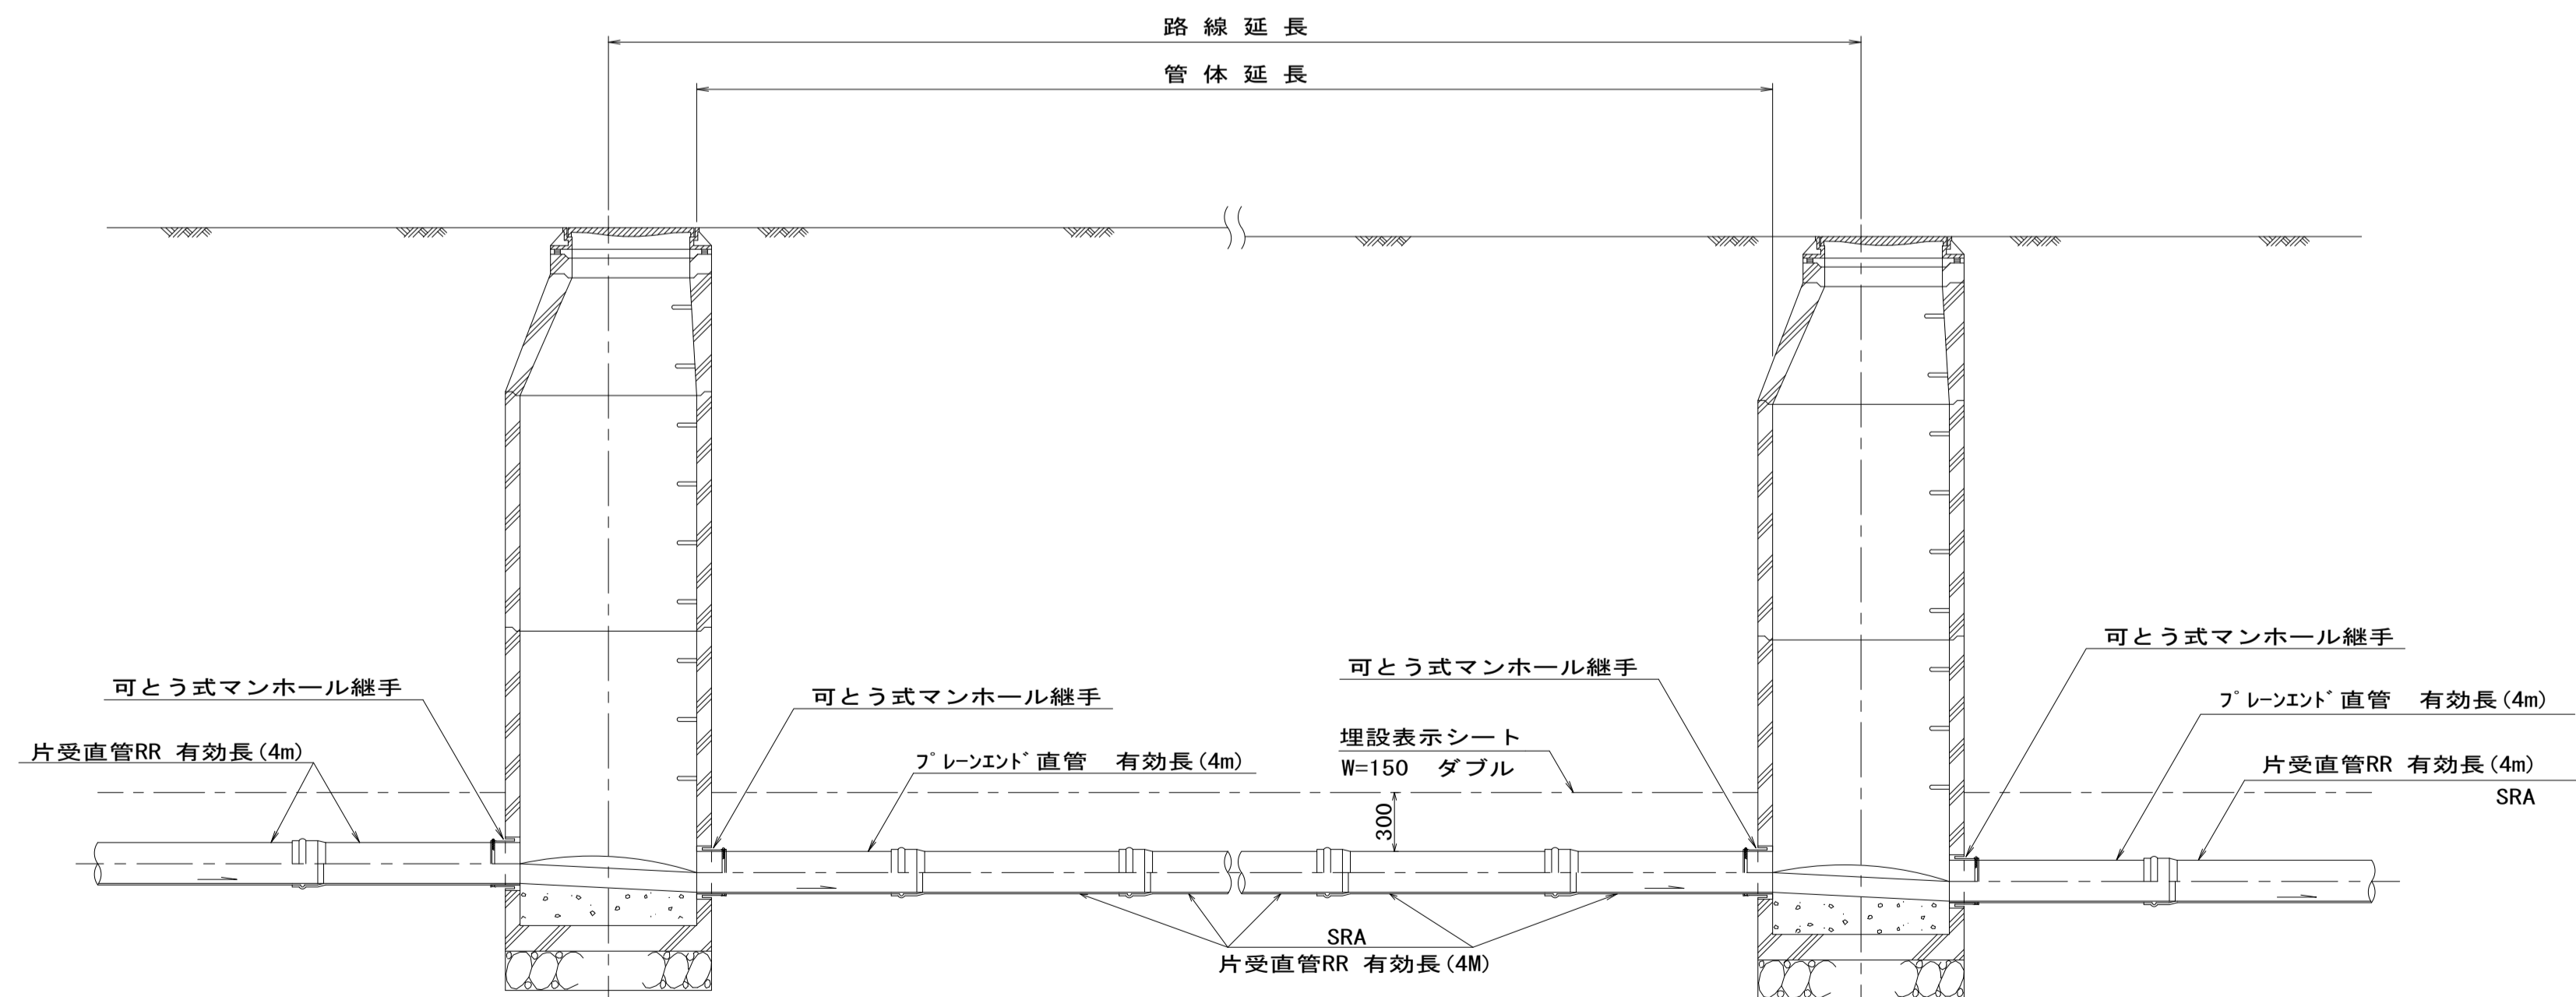 路線延長
管体延長
可とう式マンホール継手
可とう式マンホール継手
可とう式マンホール継手
可とう式マンホール継手
片受直管RR 有効長(4m)
ﾌﾟﾚｰﾝｴﾝﾄﾞ直管 有効長(4m)
埋設表示シート
W=150 ダブル
300
ﾌﾟﾚｰﾝｴﾝﾄﾞ直管 有効長(4m)
片受直管RR 有効長(4m)
SRA
SRA
片受直管RR 有効長(4M)